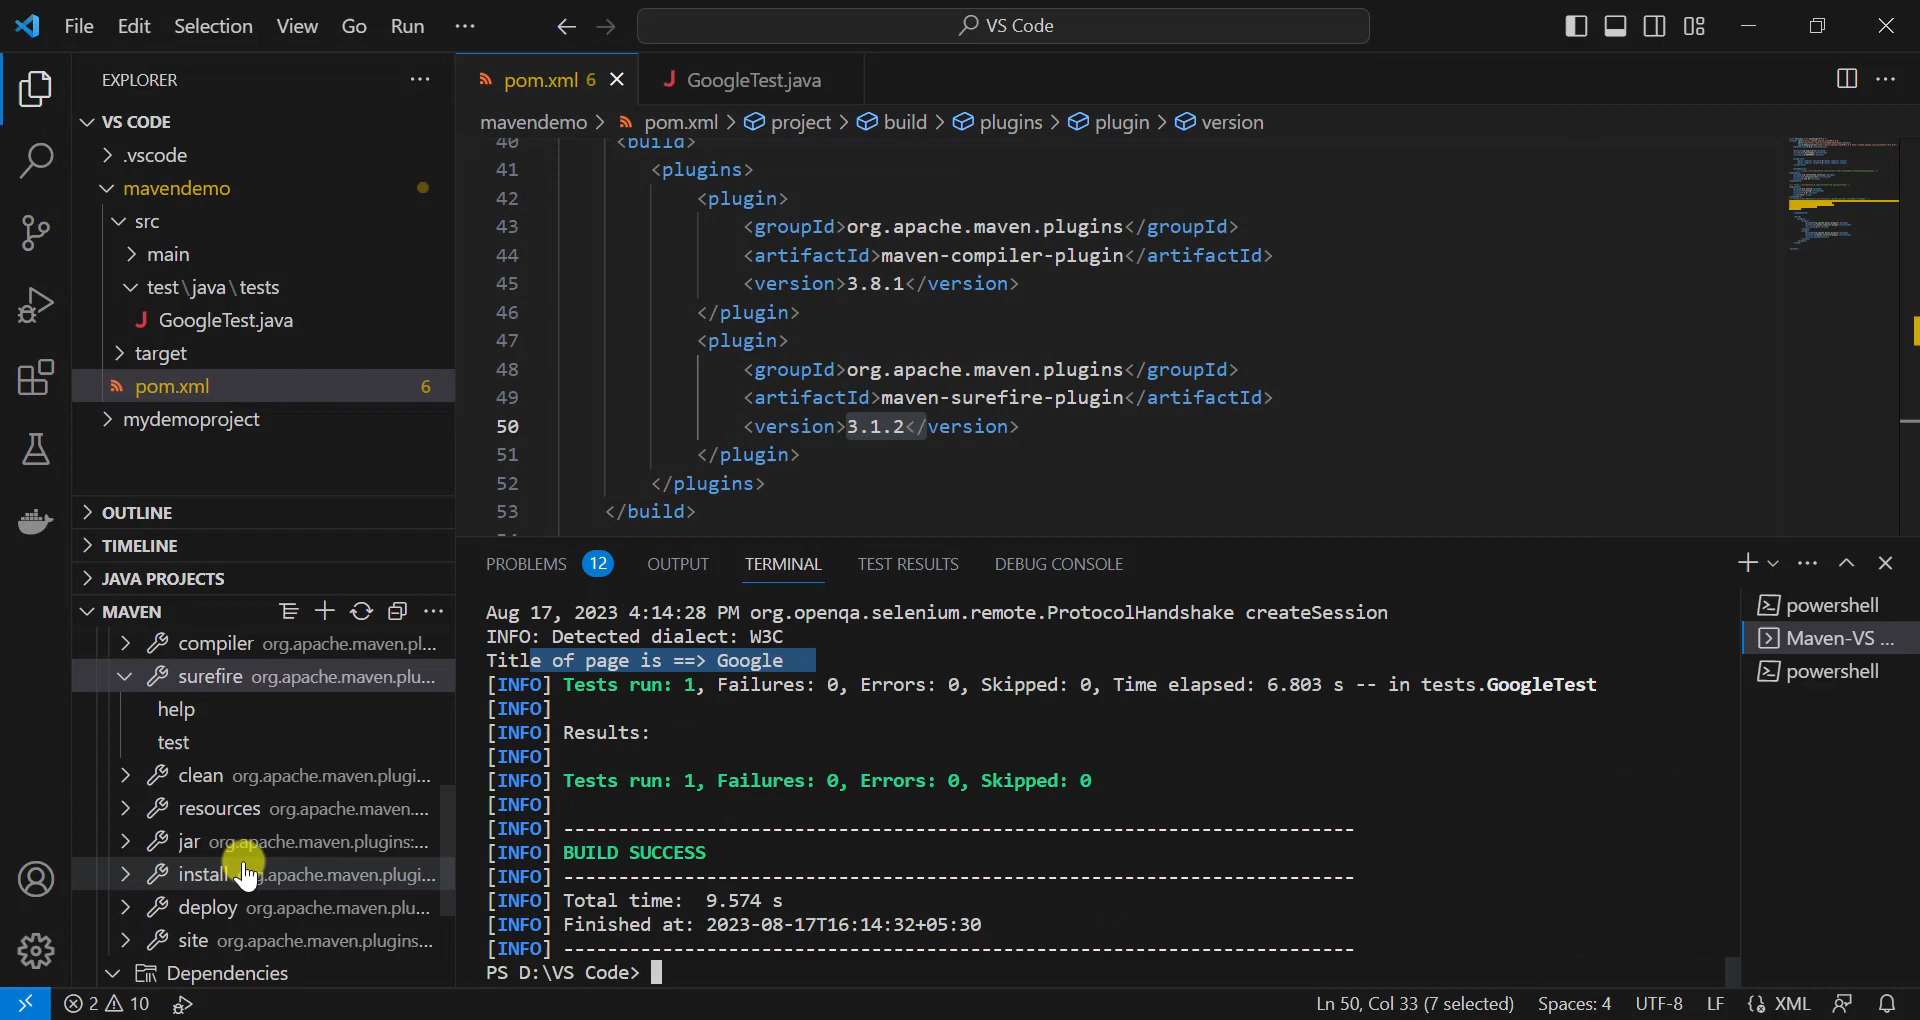 File Edit Selection View Go Run ··· VS Code
EXPLORER ···
VS CODE
.vscode
mavendemo
src
main
test\java\tests
J GoogleTest.java
target
pom.xml 6
mydemoproject
OUTLINE
TIMELINE
JAVA PROJECTS
MAVEN
compiler org.apache.maven.pl...
surefire org.apache.maven.plu...
help
test
clean org.apache.maven.plugi...
resources org.apache.maven....
jar org.apache.maven.plugins:...
install org.apache.maven.plugi...
deploy org.apache.maven.plu...
site org.apache.maven.plugins...
Dependencies
pom.xml 6 J GoogleTest.java
mavendemo > pom.xml > project > build > plugins > plugin > version
40 <build>
41 <plugins>
42 <plugin>
43 <groupId>org.apache.maven.plugins</groupId>
44 <artifactId>maven-compiler-plugin</artifactId>
45 <version>3.8.1</version>
46 </plugin>
47 <plugin>
48 <groupId>org.apache.maven.plugins</groupId>
49 <artifactId>maven-surefire-plugin</artifactId>
50 <version>3.1.2</version>
51 </plugin>
52 </plugins>
53 </build>
PROBLEMS 12 OUTPUT TERMINAL TEST RESULTS DEBUG CONSOLE
Aug 17, 2023 4:14:28 PM org.openqa.selenium.remote.ProtocolHandshake createSession
INFO: Detected dialect: W3C
Title of page is ==> Google
[INFO] Tests run: 1, Failures: 0, Errors: 0, Skipped: 0, Time elapsed: 6.803 s -- in tests.GoogleTest
[INFO]
[INFO] Results:
[INFO]
[INFO] Tests run: 1, Failures: 0, Errors: 0, Skipped: 0
[INFO]
[INFO] ------------------------------------------------------------------------
[INFO] BUILD SUCCESS
[INFO] ------------------------------------------------------------------------
[INFO] Total time:  9.574 s
[INFO] Finished at: 2023-08-17T16:14:32+05:30
[INFO] ------------------------------------------------------------------------
PS D:\VS Code>
powershell
Maven-VS ...
powershell
2 10 Ln 50, Col 33 (7 selected) Spaces: 4 UTF-8 LF {} XML